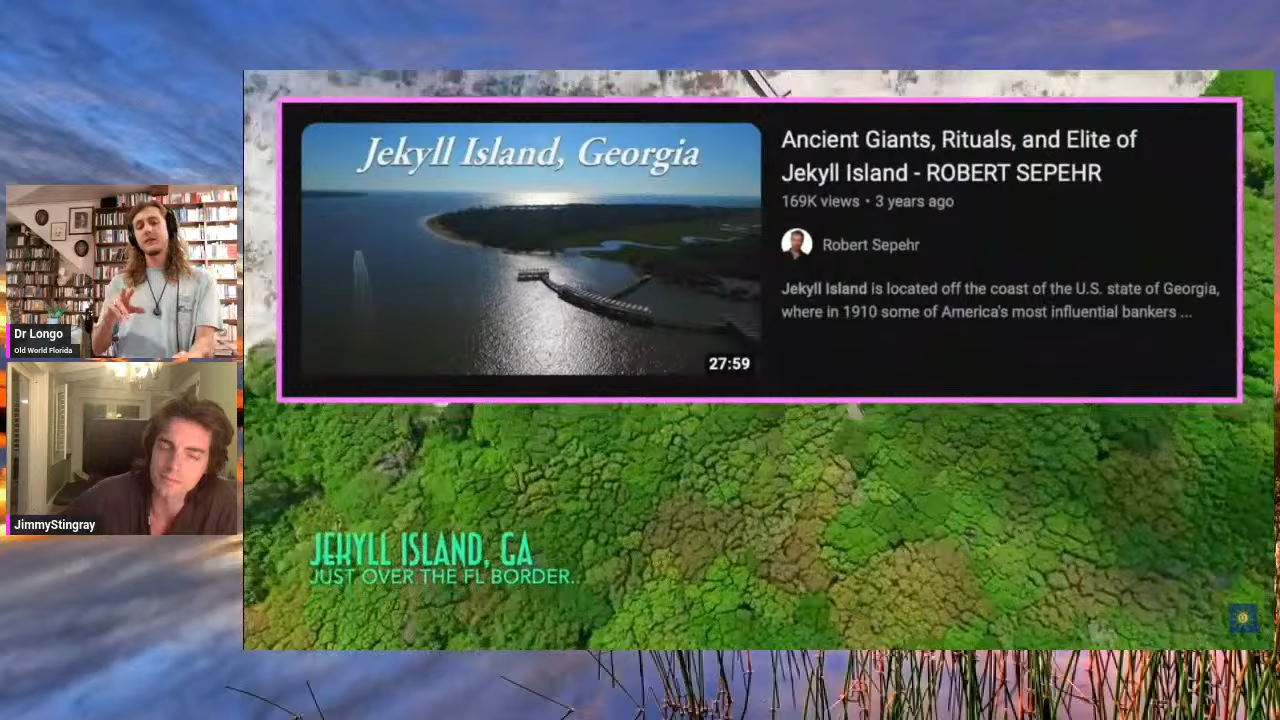 Jekyll Island, Georgia
27:59
Ancient Giants, Rituals, and Elite of
Jekyll Island - ROBERT SEPEHR
169K views • 3 years ago
Robert Sepehr
Jekyll Island is located off the coast of the U.S. state of Georgia,
where in 1910 some of America's most influential bankers ...
Dr Longo
Old World Florida
JimmyStingray
JEKYLL ISLAND, GA
JUST OVER THE FL BORDER..